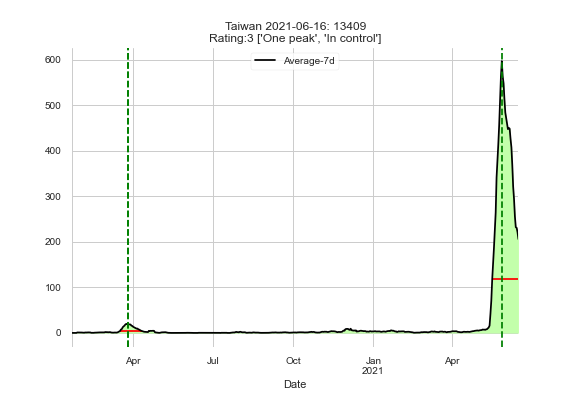 Taiwan 2021-06-16: 13409
Rating:3 ['One peak', 'In control']
Average-7d
600
500
400
300
200
100
0
Apr
Jul
Oct
Jan
2021
Apr
Date